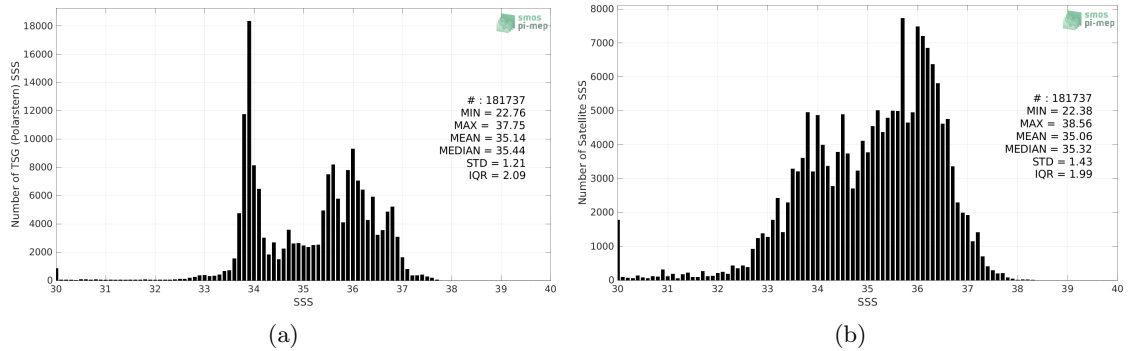 18000
16000
14000
12000
10000
8000
6000
4000
2000
0
30
32
33
34
35
36
37
38
39
40
Number of TSG (Polarstern) SSS
SSS
smos
pi-mep
# : 181737
MIN = 22.76
MAX = 37.75
MEAN = 35.14
MEDIAN = 35.44
STD = 1.21
IQR = 2.09
(a)
8000
7000
6000
5000
4000
3000
2000
1000
0
30
31
32
33
34
35
36
37
38
39
40
Number of Satellite SSS
SSS
smos
pi-mep
# : 181737
MIN = 22.38
MAX = 38.56
MEAN = 35.06
MEDIAN = 35.32
STD = 1.43
IQR = 1.99
(b)